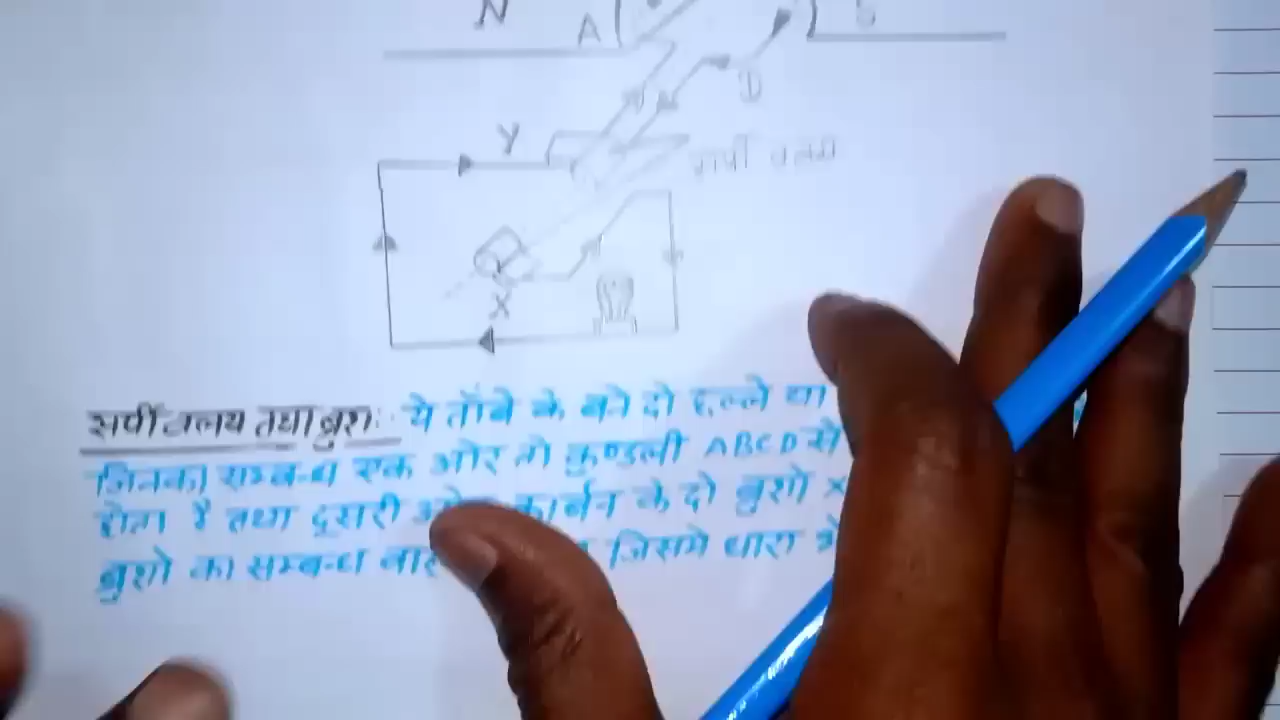 N
A
S
D
Y
सर्पी वलय
X
सर्पी वलय तथा ब्रुश:- ये ताँबे के बने दो छल्ले या
जिनका सम्बन्ध एक ओर तो कुण्डली ABCD से
होता है तथा दूसरी कार्बन के दो ब्रुशो X
ब्रुशो का सम्बन्ध जिसमे धारा